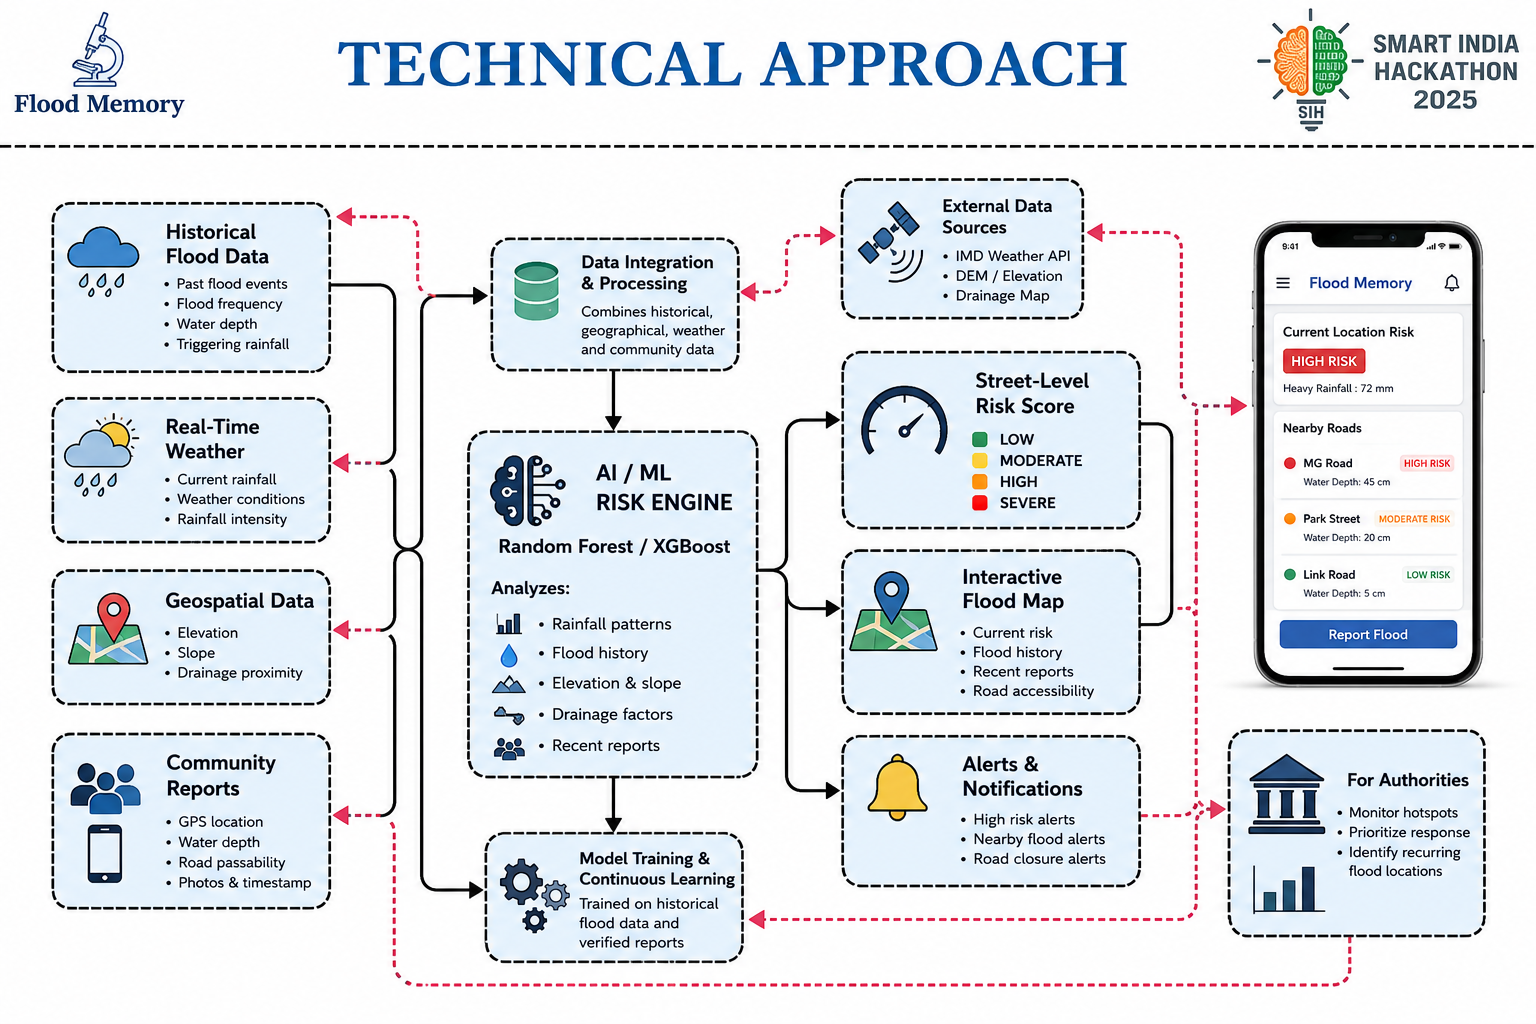 Flood Memory
TECHNICAL APPROACH
SIH
SMART INDIA
HACKATHON
2025
Historical
Flood Data
• Past flood events
• Flood frequency
• Water depth
• Triggering rainfall
Real-Time
Weather
• Current rainfall
• Weather conditions
• Rainfall intensity
Geospatial Data
• Elevation
• Slope
• Drainage proximity
Community
Reports
• GPS location
• Water depth
• Road passability
• Photos & timestamp
Data Integration
& Processing
Combines historical,
geographical, weather
and community data
AI / ML
RISK ENGINE
Random Forest / XGBoost
Analyzes:
• Rainfall patterns
• Flood history
• Elevation & slope
• Drainage factors
• Recent reports
Model Training &
Continuous Learning
Trained on historical
flood data and
verified reports
External Data
Sources
• IMD Weather API
• DEM / Elevation
• Drainage Map
Street-Level
Risk Score
LOW
MODERATE
HIGH
SEVERE
Interactive
Flood Map
• Current risk
• Flood history
• Recent reports
• Road accessibility
Alerts &
Notifications
• High risk alerts
• Nearby flood alerts
• Road closure alerts
9:41
Flood Memory
Current Location Risk
HIGH RISK
Heavy Rainfall : 72 mm
Nearby Roads
MG Road HIGH RISK
Water Depth: 45 cm
Park Street MODERATE RISK
Water Depth: 20 cm
Link Road LOW RISK
Water Depth: 5 cm
Report Flood
For Authorities
• Monitor hotspots
• Prioritize response
• Identify recurring
flood locations